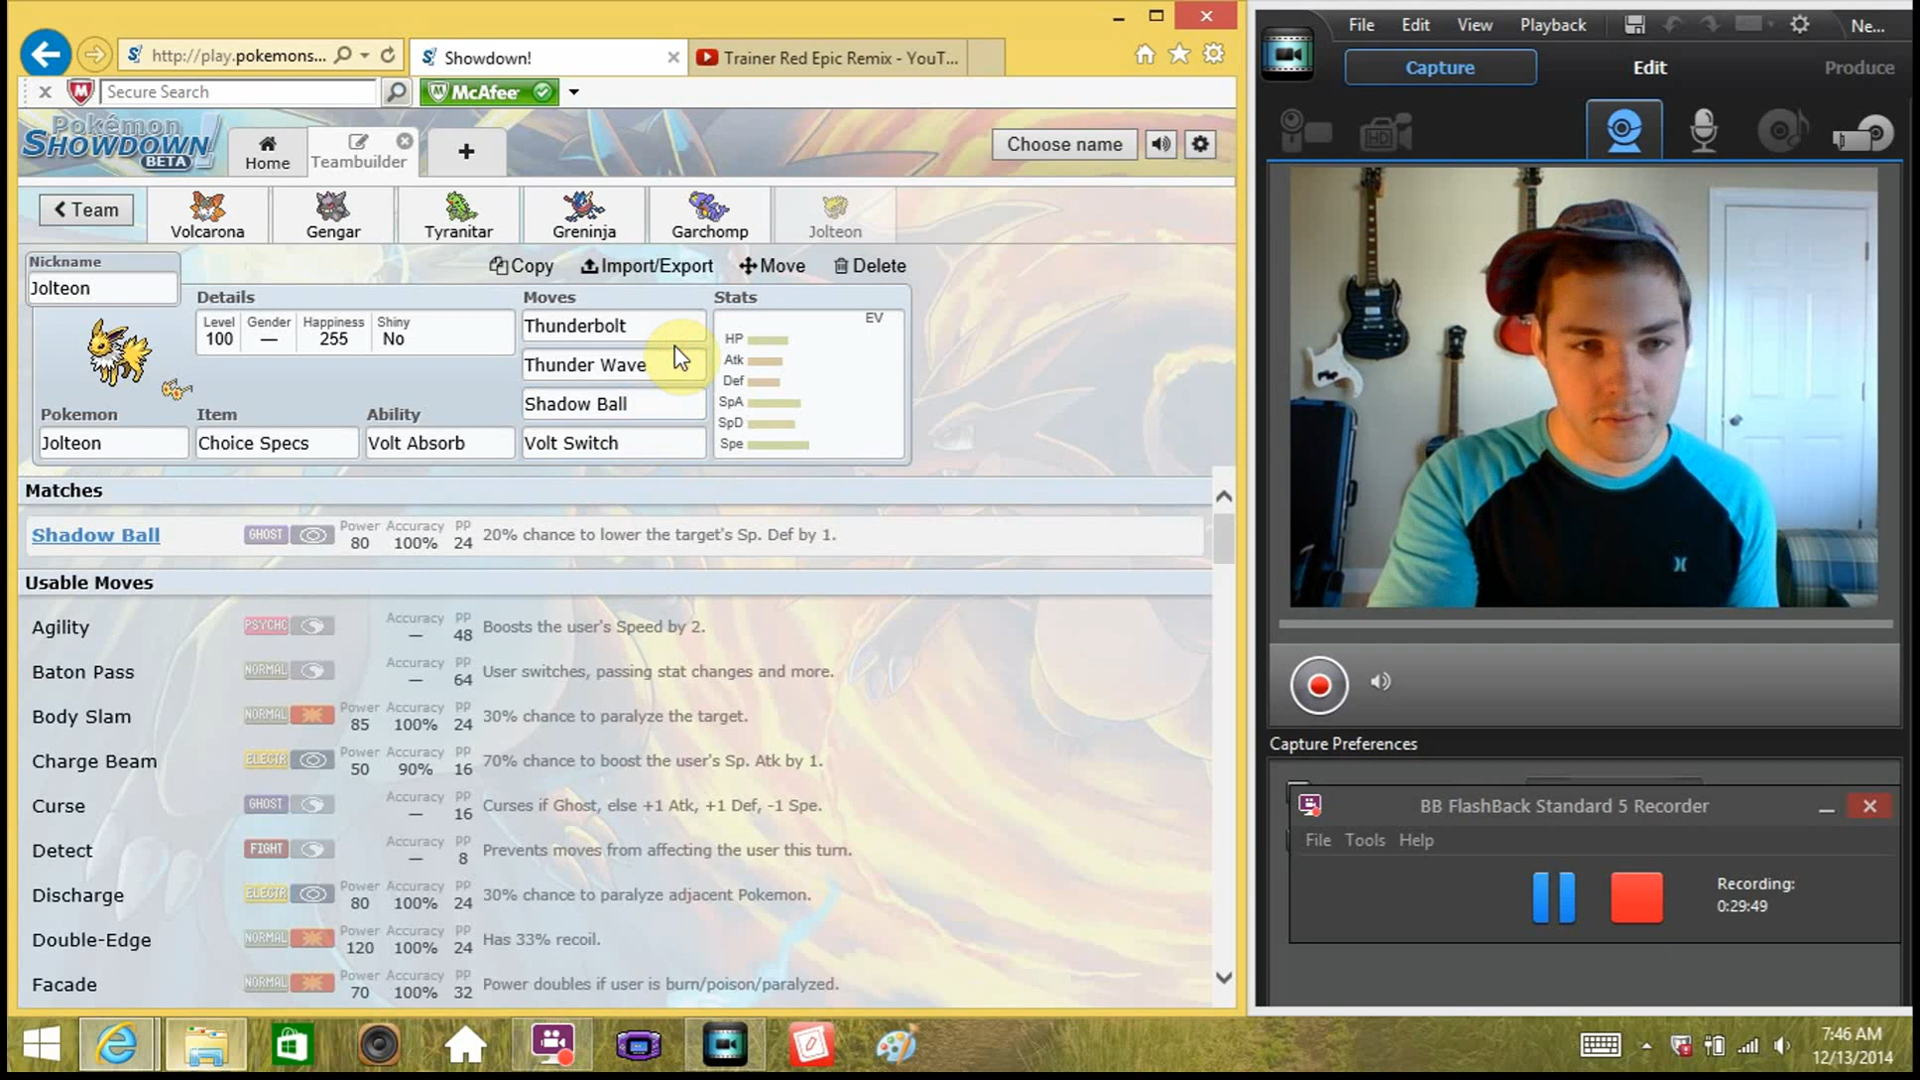 http://play.pokemons...
Showdown!
Trainer Red Epic Remix - YouT...
Secure Search
McAfee
Pokémon
SHOWDOWN
BETA
Home
Teambuilder
+
Choose name
Team
Volcarona
Gengar
Tyranitar
Greninja
Garchomp
Jolteon
Nickname
Jolteon
Copy
Import/Export
Move
Delete
Details
Level
100
Gender
—
Happiness
255
Shiny
No
Pokemon
Jolteon
Item
Choice Specs
Ability
Volt Absorb
Moves
Thunderbolt
Thunder Wave
Shadow Ball
Volt Switch
Stats
EV
HP
Atk
Def
SpA
SpD
Spe
Matches
Shadow Ball GHOST Power 80 Accuracy 100% PP 24 20% chance to lower the target's Sp. Def by 1.
Usable Moves
Agility PSYCHC Accuracy — PP 48 Boosts the user's Speed by 2.
Baton Pass NORMAL Accuracy — PP 64 User switches, passing stat changes and more.
Body Slam NORMAL Power 85 Accuracy 100% PP 24 30% chance to paralyze the target.
Charge Beam ELECTR Power 50 Accuracy 90% PP 16 70% chance to boost the user's Sp. Atk by 1.
Curse GHOST Accuracy — PP 16 Curses if Ghost, else +1 Atk, +1 Def, -1 Spe.
Detect FIGHT Accuracy — PP 8 Prevents moves from affecting the user this turn.
Discharge ELECTR Power 80 Accuracy 100% PP 24 30% chance to paralyze adjacent Pokemon.
Double-Edge NORMAL Power 120 Accuracy 100% PP 24 Has 33% recoil.
Facade NORMAL Power 70 Accuracy 100% PP 32 Power doubles if user is burn/poison/paralyzed.
File Edit View Playback Ne...
Capture Edit Produce
HD
Capture Preferences
BB FlashBack Standard 5 Recorder
File Tools Help
Recording:
0:29:49
7:46 AM
12/13/2014